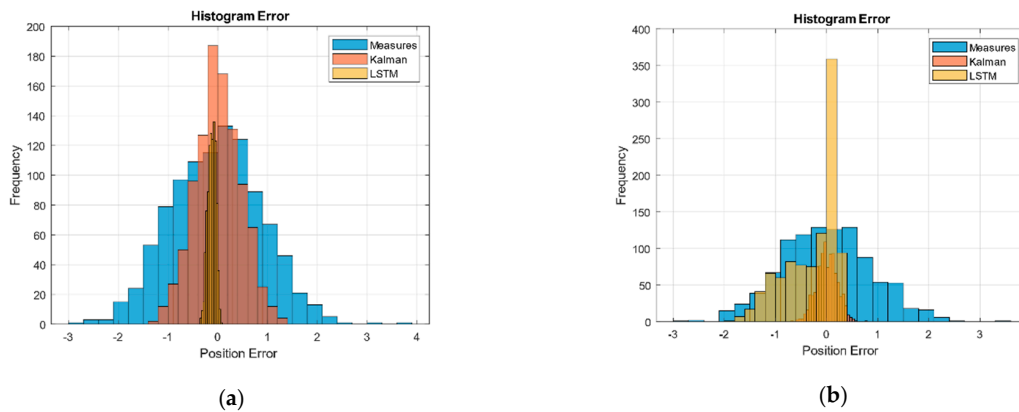 Histogram Error
Measures
Kalman
LSTM
200
180
160
140
120
100
80
60
40
20
0
Frequency
-3 -2 -1 0 1 2 3 4
Position Error
(a)
Histogram Error
Measures
Kalman
LSTM
400
350
300
250
200
150
100
50
0
Frequency
-3 -2 -1 0 1 2 3
Position Error
(b)